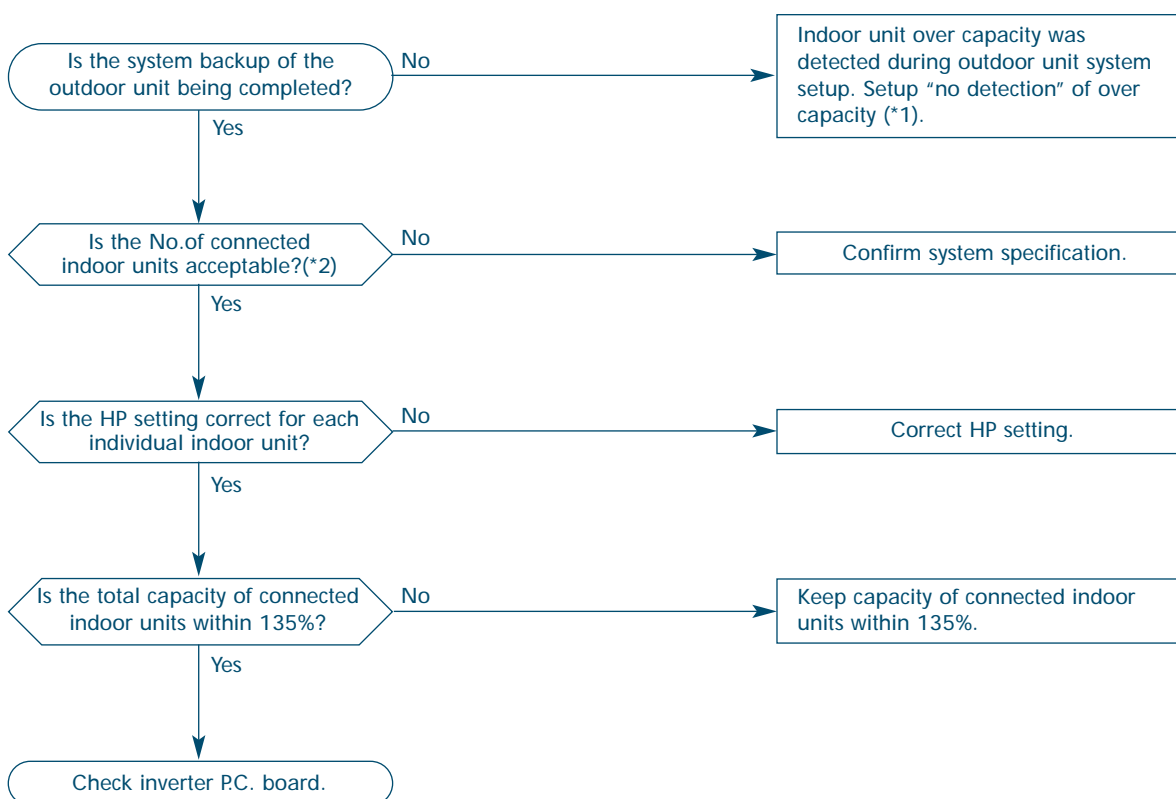 Is the system backup of the
outdoor unit being completed?
No
Indoor unit over capacity was
detected during outdoor unit system
setup. Setup “no detection” of over
capacity (*1).
Yes
Is the No.of connected
indoor units acceptable?(*2)
No
Confirm system specification.
Yes
Is the HP setting correct for each
individual indoor unit?
No
Correct HP setting.
Yes
Is the total capacity of connected
indoor units within 135%?
No
Keep capacity of connected indoor
units within 135%.
Yes
Check inverter P.C. board.